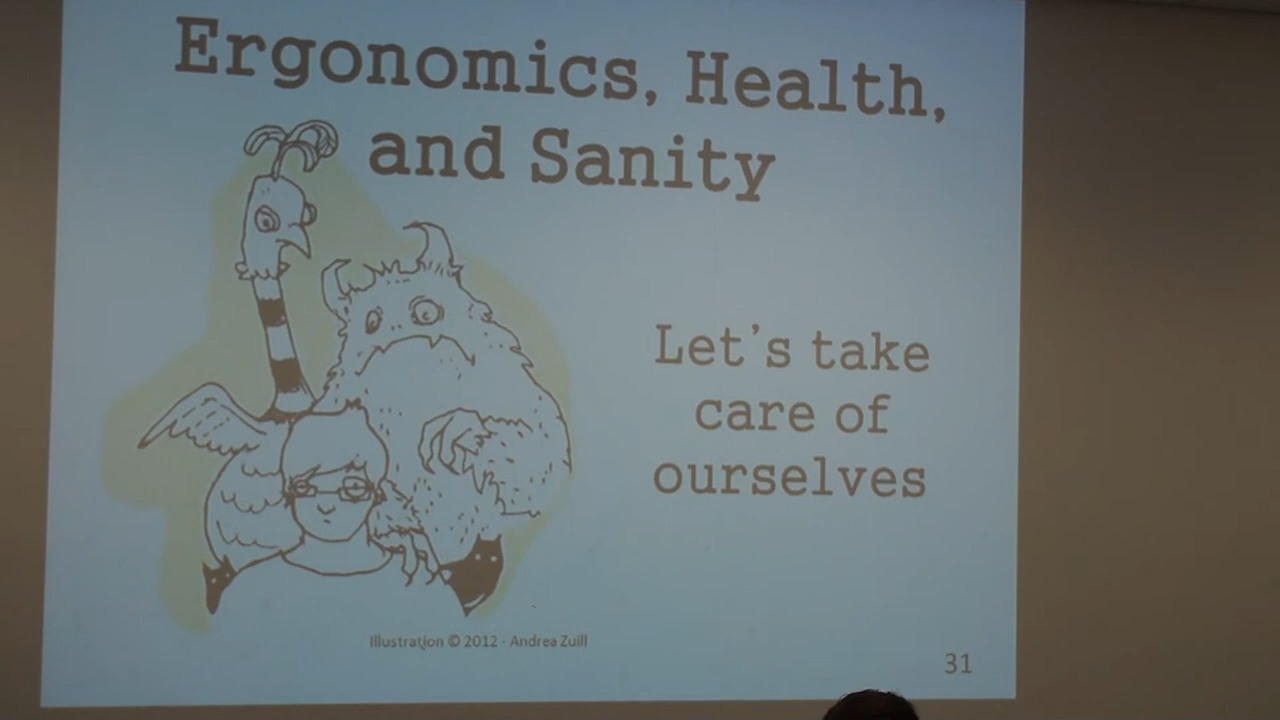 Ergonomics, Health,
and Sanity
Let's take
care of
ourselves
Illustration © 2012 - Andrea Zuill
31